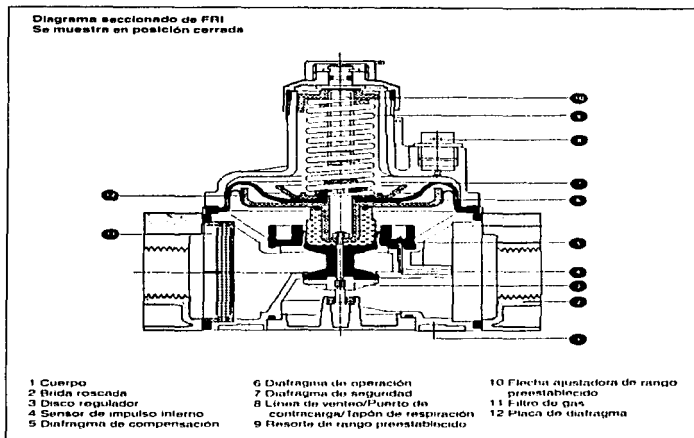 Diagrama seccionado de FRI
Se muestra en posición cerrada
1 Cuerpo
2 Brida roscada
3 Disco regulador
4 Sensor de impulso interno
5 Diafragma de compensación
6 Diafragma de operación
7 Diafragma de seguridad
8 Línea de venteo/Puerto de
contracarga/Tapón de respiración
9 Resorte de rango preestablecido
10 Flecha ajustadora de rango
preestablecido
11 Filtro de gas
12 Placa de diafragma